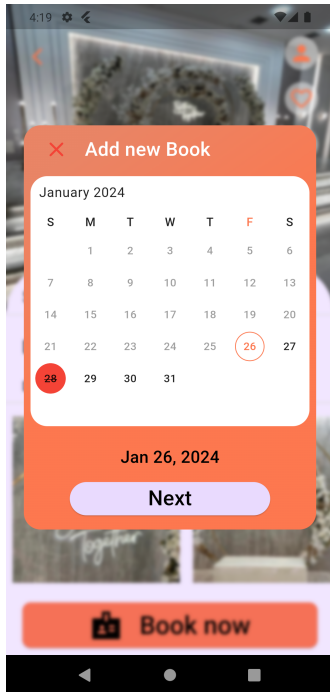 4:19
Add new Book
January 2024
S M T W T F S
1 2 3 4 5 6
7 8 9 10 11 12 13
14 15 16 17 18 19 20
21 22 23 24 25 26 27
28 29 30 31
Jan 26, 2024
Next
Together
Book now